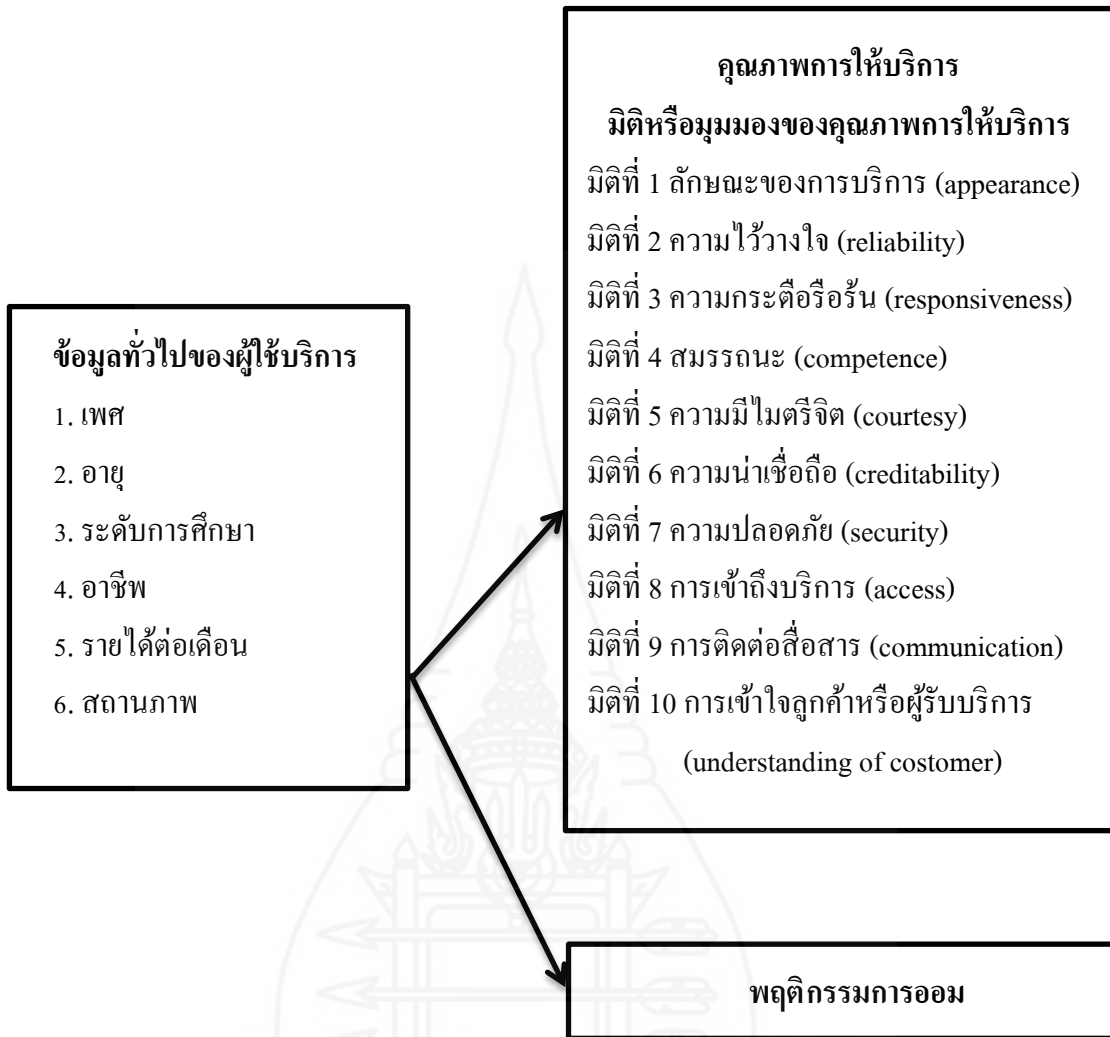 ข้อมูลทั่วไปของผู้ใช้บริการ
1. เพศ
2. อายุ
3. ระดับการศึกษา
4. อาชีพ
5. รายได้ต่อเดือน
6. สถานภาพ
คุณภาพการให้บริการ
มิติหรือมุมมองของคุณภาพการให้บริการ
มิติที่ 1 ลักษณะของการบริการ (appearance)
มิติที่ 2 ความไว้วางใจ (reliability)
มิติที่ 3 ความกระตือรือร้น (responsiveness)
มิติที่ 4 สมรรถนะ (competence)
มิติที่ 5 ความมีไมตรีจิต (courtesy)
มิติที่ 6 ความน่าเชื่อถือ (creditability)
มิติที่ 7 ความปลอดภัย (security)
มิติที่ 8 การเข้าถึงบริการ (access)
มิติที่ 9 การติดต่อสื่อสาร (communication)
มิติที่ 10 การเข้าใจลูกค้าหรือผู้รับบริการ
(understanding of costomer)
พฤติกรรมการออม